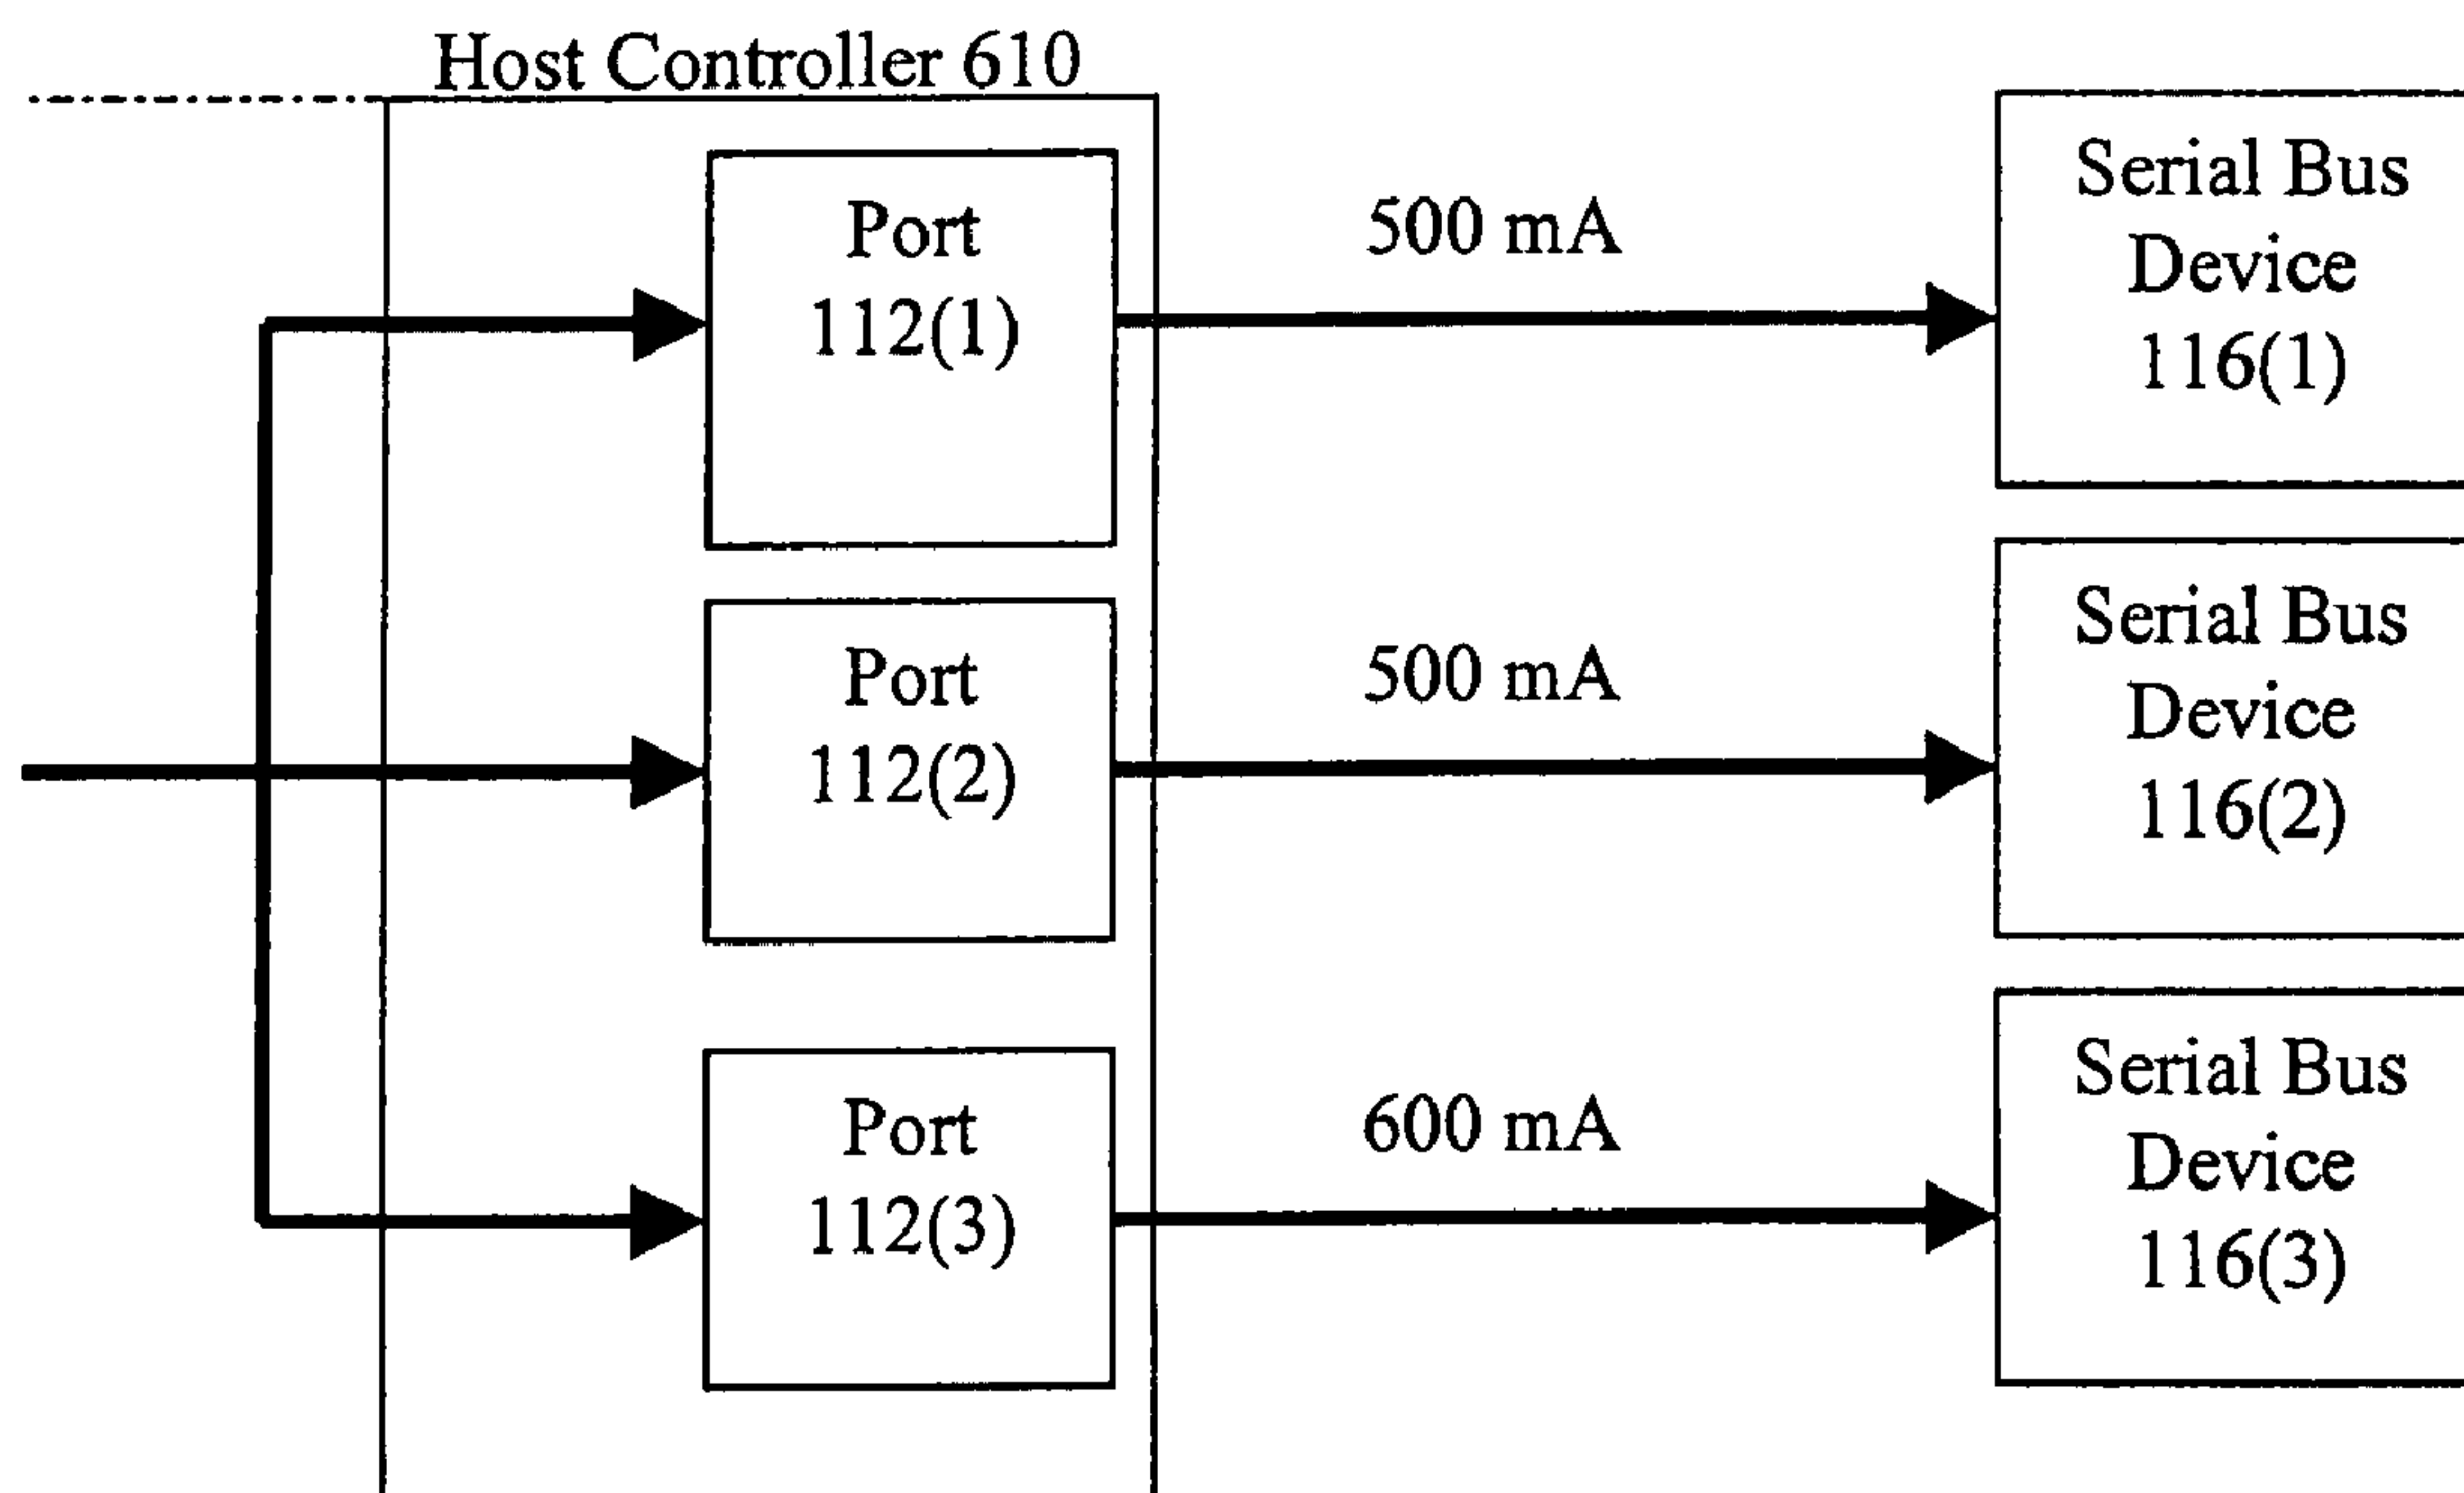 Host Controller 610
Port
112(1)
500 mA
Serial Bus
Device
116(1)
Port
112(2)
500 mA
Serial Bus
Device
116(2)
Port
112(3)
600 mA
Serial Bus
Device
116(3)